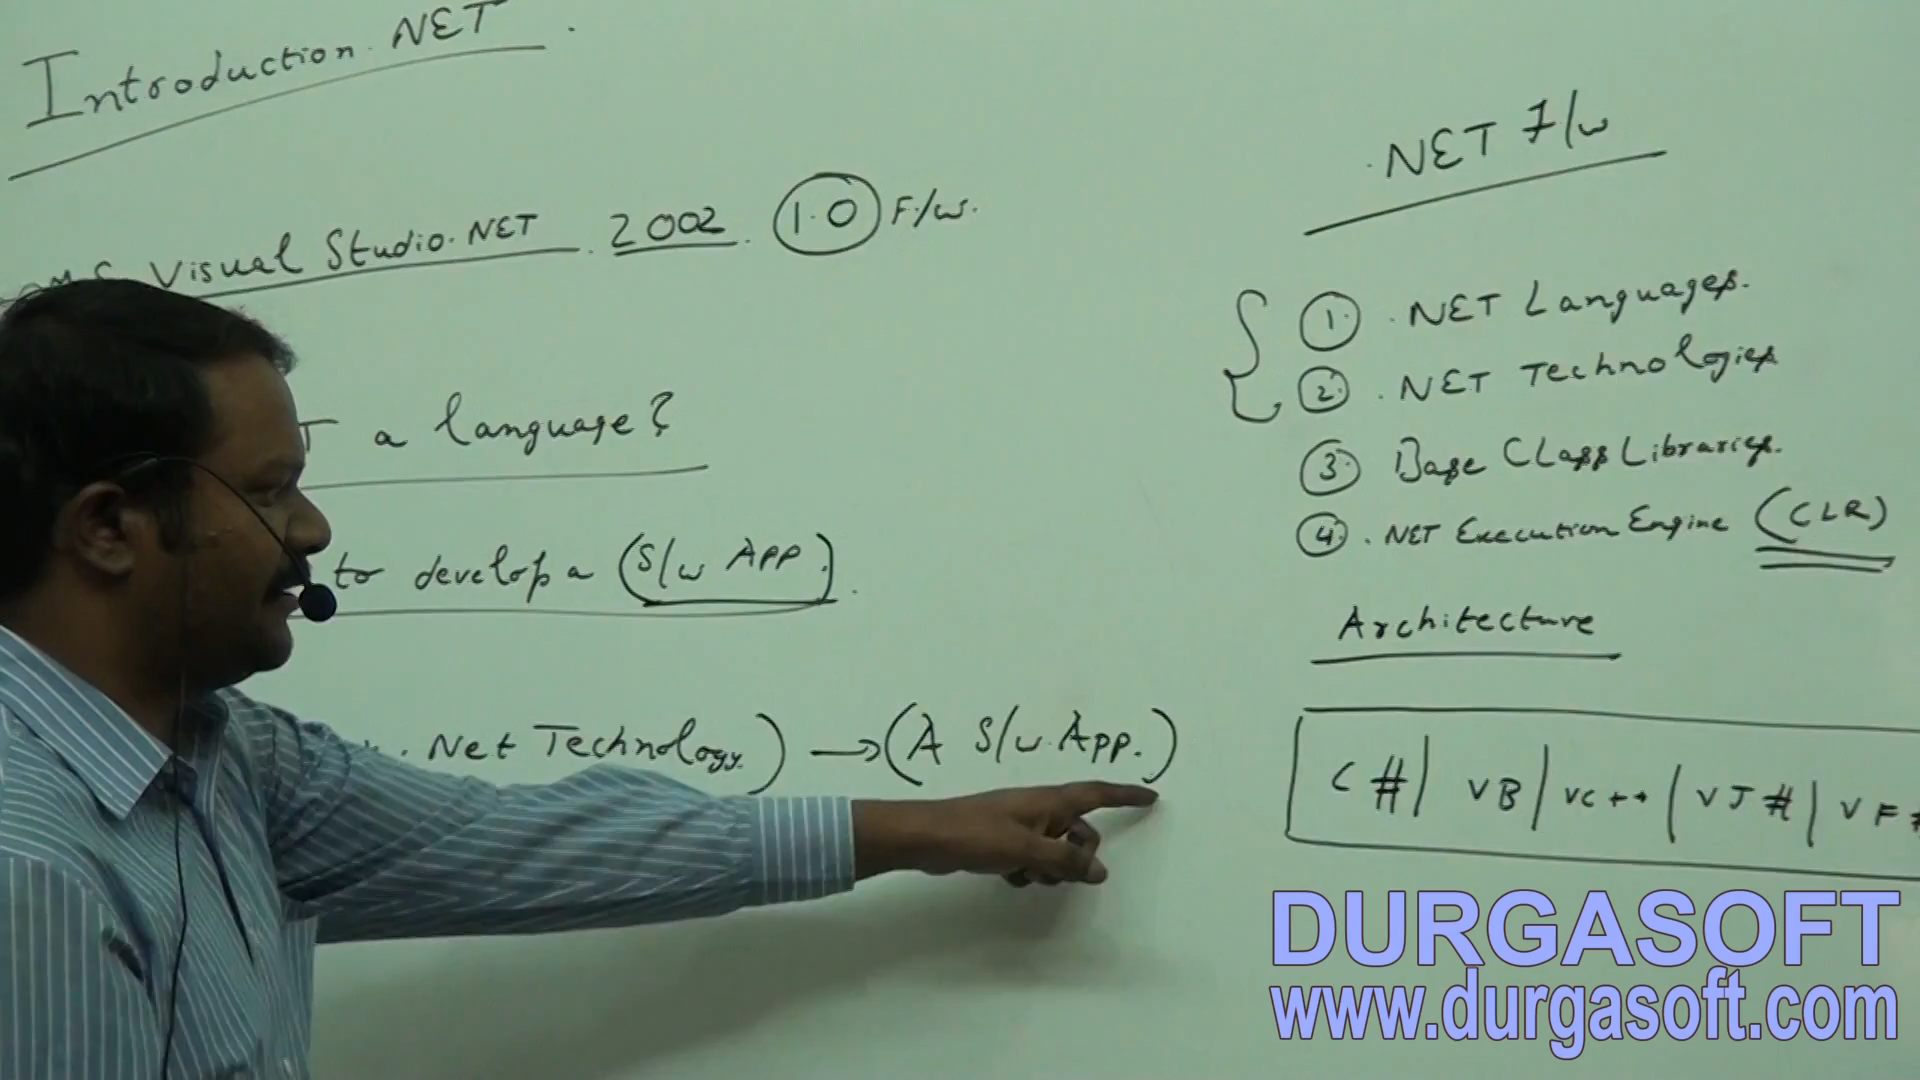 Introduction .NET
MS Visual Studio.NET 2002. 1.0 F/w.
T a language?
to develop a (S/w App).
.Net Technology) → (A S/w App.)
.NET F/w
1. .NET Languages.
2. .NET Technologies
3. Base Class Libraries.
4. .NET Execution Engine (CLR)
Architecture
C# | VB | VC++ | VJ# | VF#
DURGASOFT
www.durgasoft.com